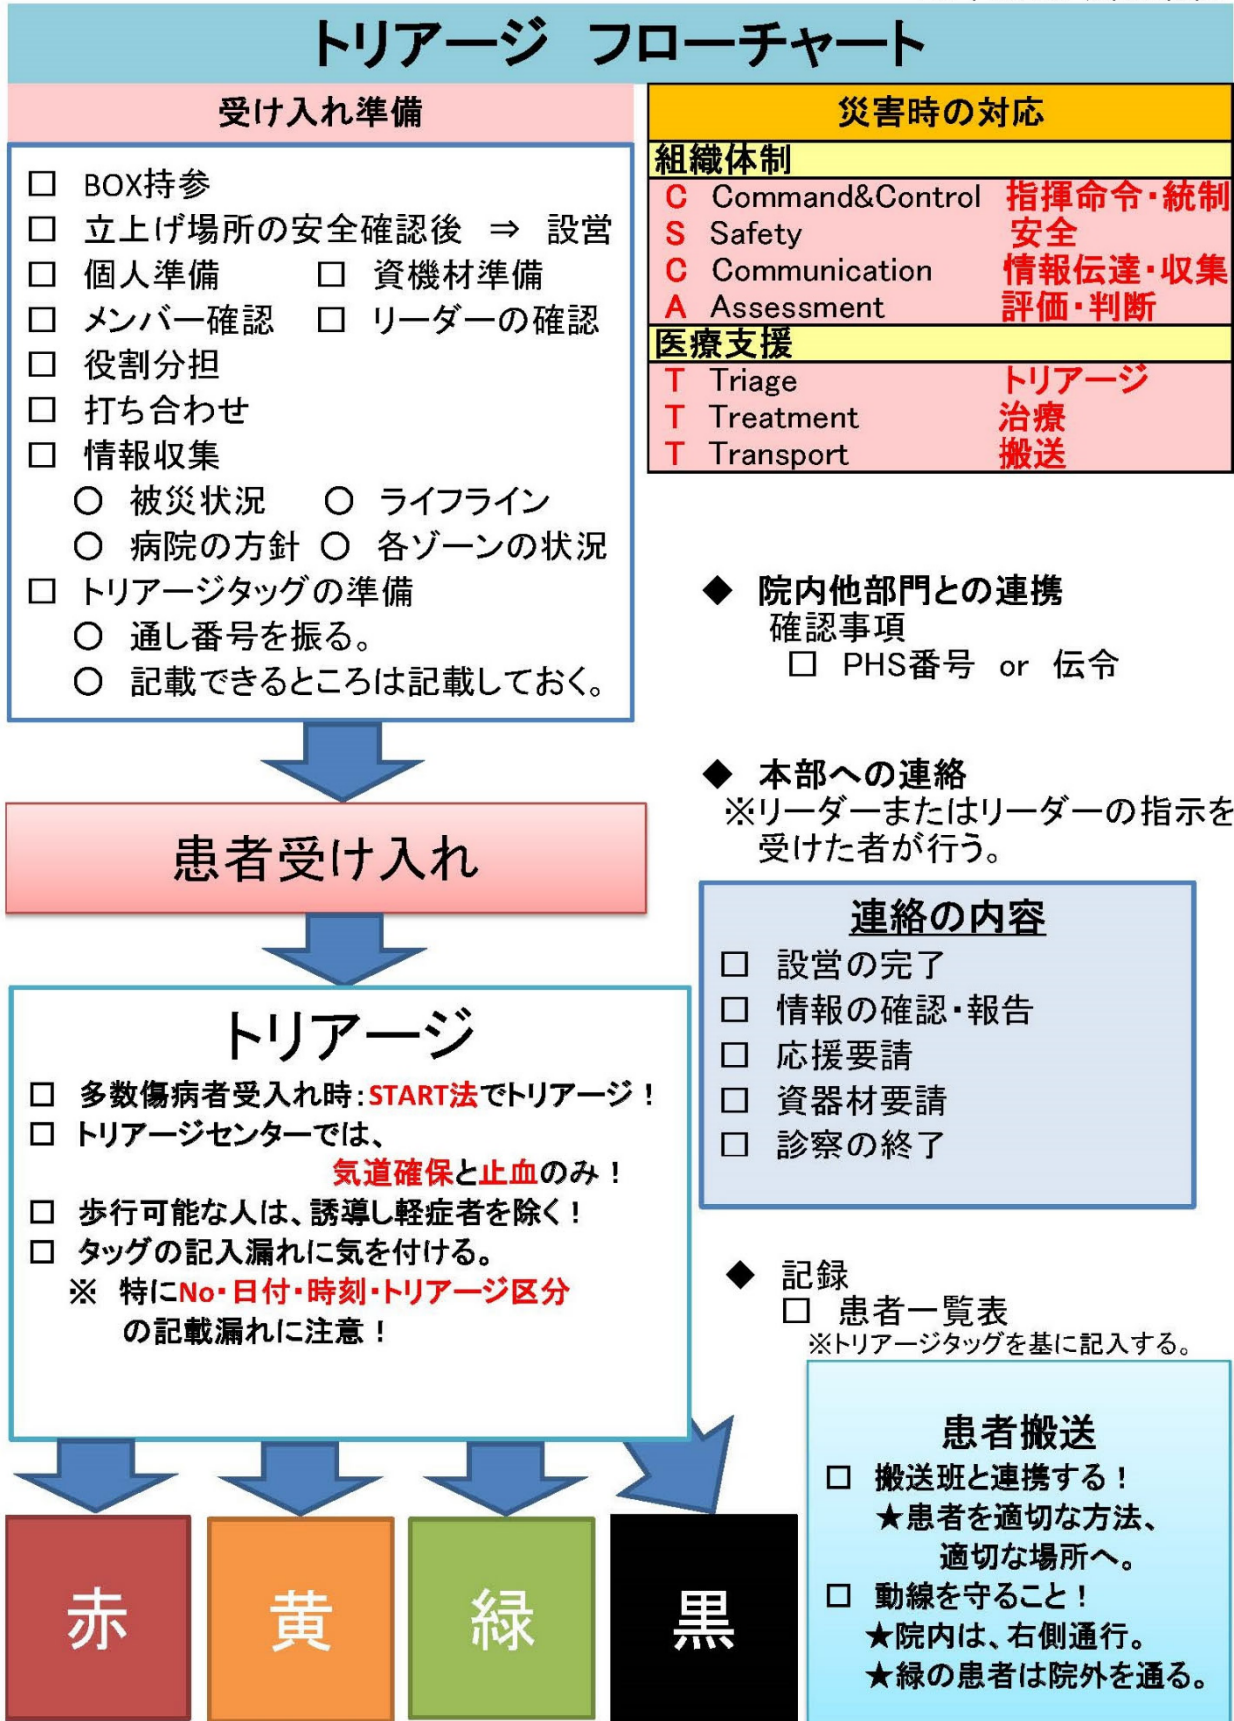 トリアージ フローチャート
受け入れ準備
□ BOX持参
□ 立上げ場所の安全確認後 ⇒ 設営
□ 個人準備 □ 資機材準備
□ メンバー確認 □ リーダーの確認
□ 役割分担
□ 打ち合わせ
□ 情報収集
○ 被災状況 ○ ライフライン
○ 病院の方針 ○ 各ゾーンの状況
□ トリアージタッグの準備
○ 通し番号を振る。
○ 記載できるところは記載しておく。
患者受け入れ
トリアージ
□ 多数傷病者受入れ時：START法でトリアージ！
□ トリアージセンターでは、
気道確保と止血のみ！
□ 歩行可能な人は、誘導し軽症者を除く！
□ タッグの記入漏れに気を付ける。
※ 特にNo・日付・時刻・トリアージ区分
の記載漏れに注意！
赤
黄
緑
黒
災害時の対応
組織体制
C Command&Control 指揮命令・統制
S Safety 安全
C Communication 情報伝達・収集
A Assessment 評価・判断
医療支援
T Triage トリアージ
T Treatment 治療
T Transport 搬送
◆ 院内他部門との連携
確認事項
□ PHS番号 or 伝令
◆ 本部への連絡
※リーダーまたはリーダーの指示を
受けた者が行う。
連絡の内容
□ 設営の完了
□ 情報の確認・報告
□ 応援要請
□ 資器材要請
□ 診察の終了
◆ 記録
□ 患者一覧表
※トリアージタッグを基に記入する。
患者搬送
□ 搬送班と連携する！
★患者を適切な方法、
適切な場所へ。
□ 動線を守ること！
★院内は、右側通行。
★緑の患者は院外を通る。